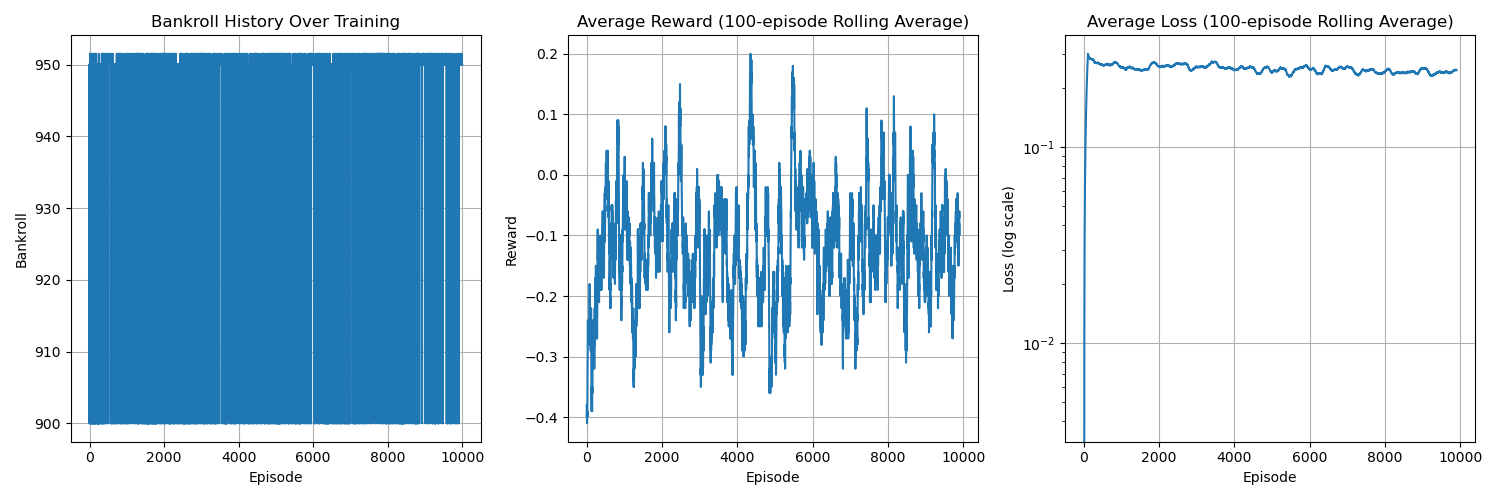 Bankroll History Over Training
950
940
930
920
910
900
Bankroll
0 2000 4000 6000 8000 10000
Episode
Average Reward (100-episode Rolling Average)
0.2
0.1
0.0
−0.1
−0.2
−0.3
−0.4
Reward
0 2000 4000 6000 8000 10000
Episode
Average Loss (100-episode Rolling Average)
10⁻¹
10⁻²
Loss (log scale)
0 2000 4000 6000 8000 10000
Episode